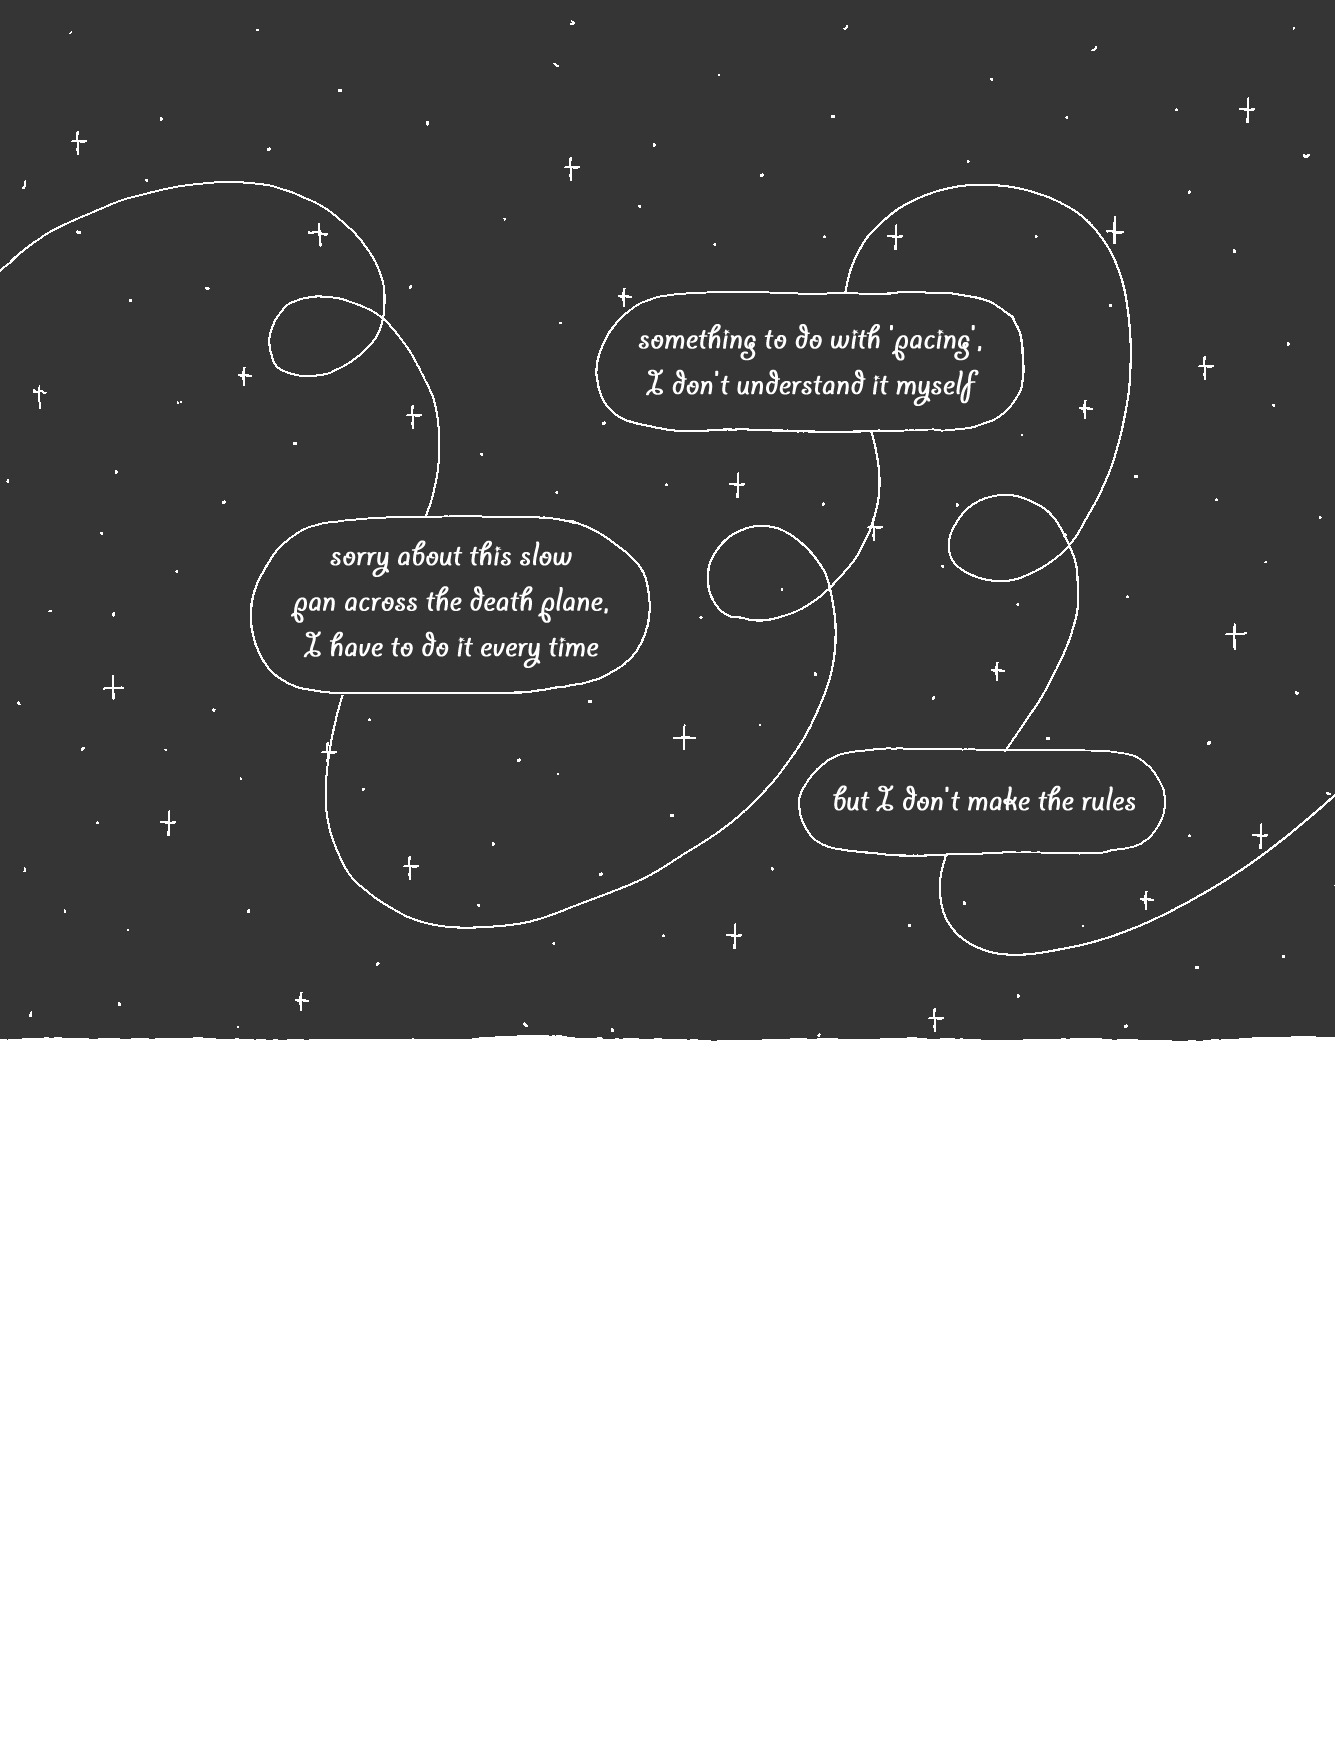 sorry about this slow
pan across the death plane,
I have to do it every time
something to do with 'pacing',
I don't understand it myself
but I don't make the rules